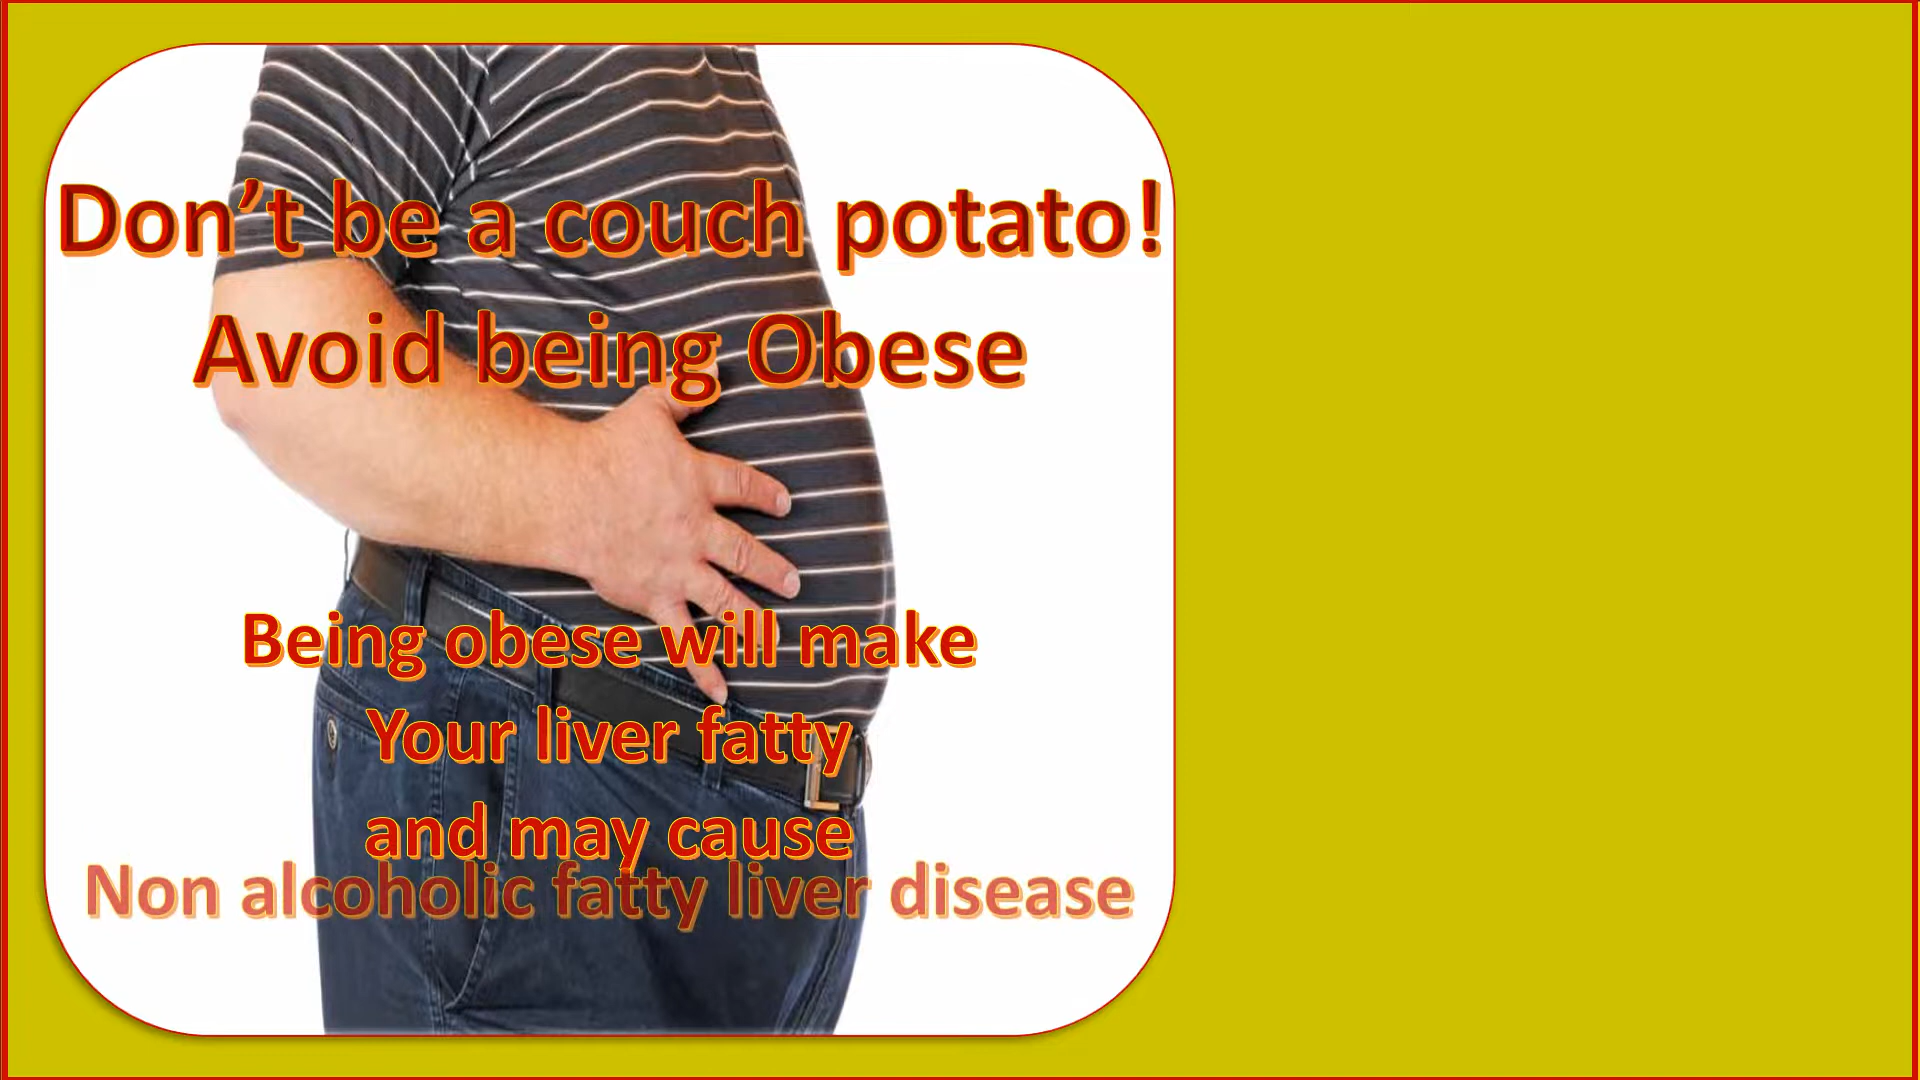 Don’t be a couch potato!
Avoid being Obese
Being obese will make
Your liver fatty
and may cause
Non alcoholic fatty liver disease